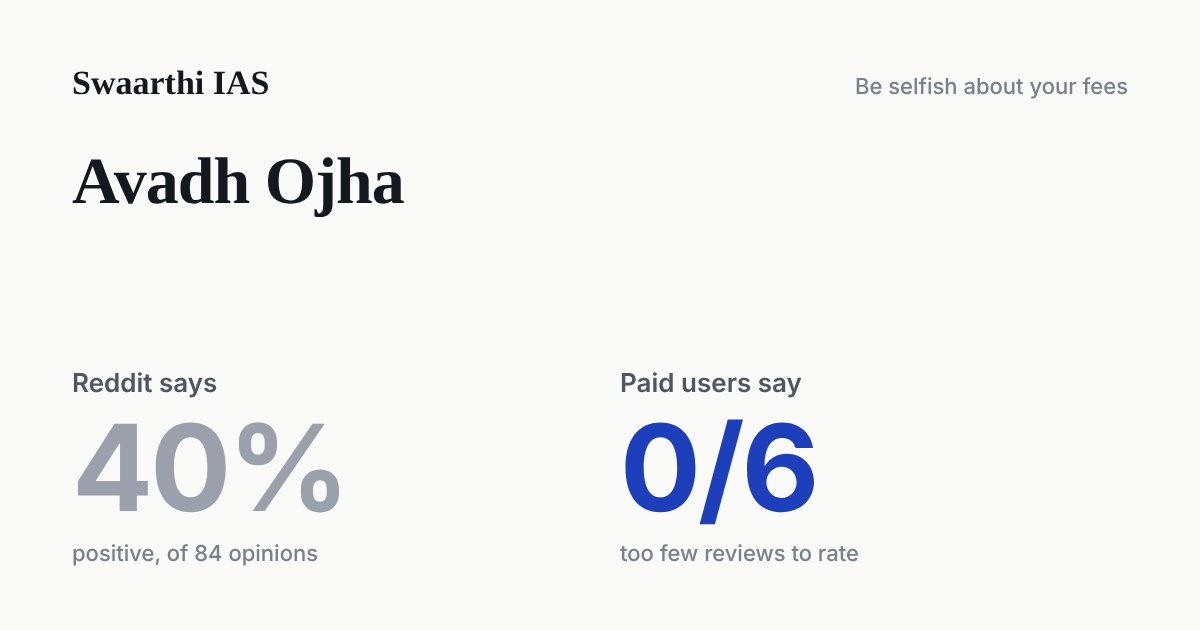 Swaarthi IAS
Be selfish about your fees
Avadh Ojha
Reddit says
40%
positive, of 84 opinions
Paid users say
0/6
too few reviews to rate